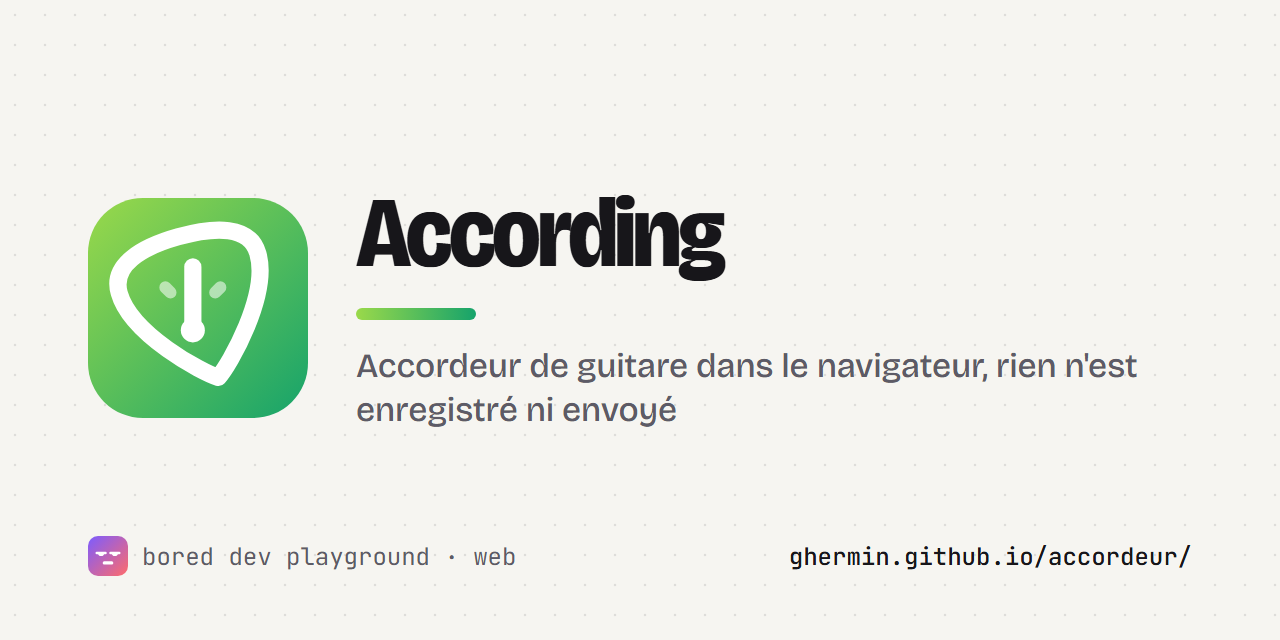 According
Accordeur de guitare dans le navigateur, rien n'est
enregistré ni envoyé
bored dev playground · web
ghermin.github.io/accordeur/